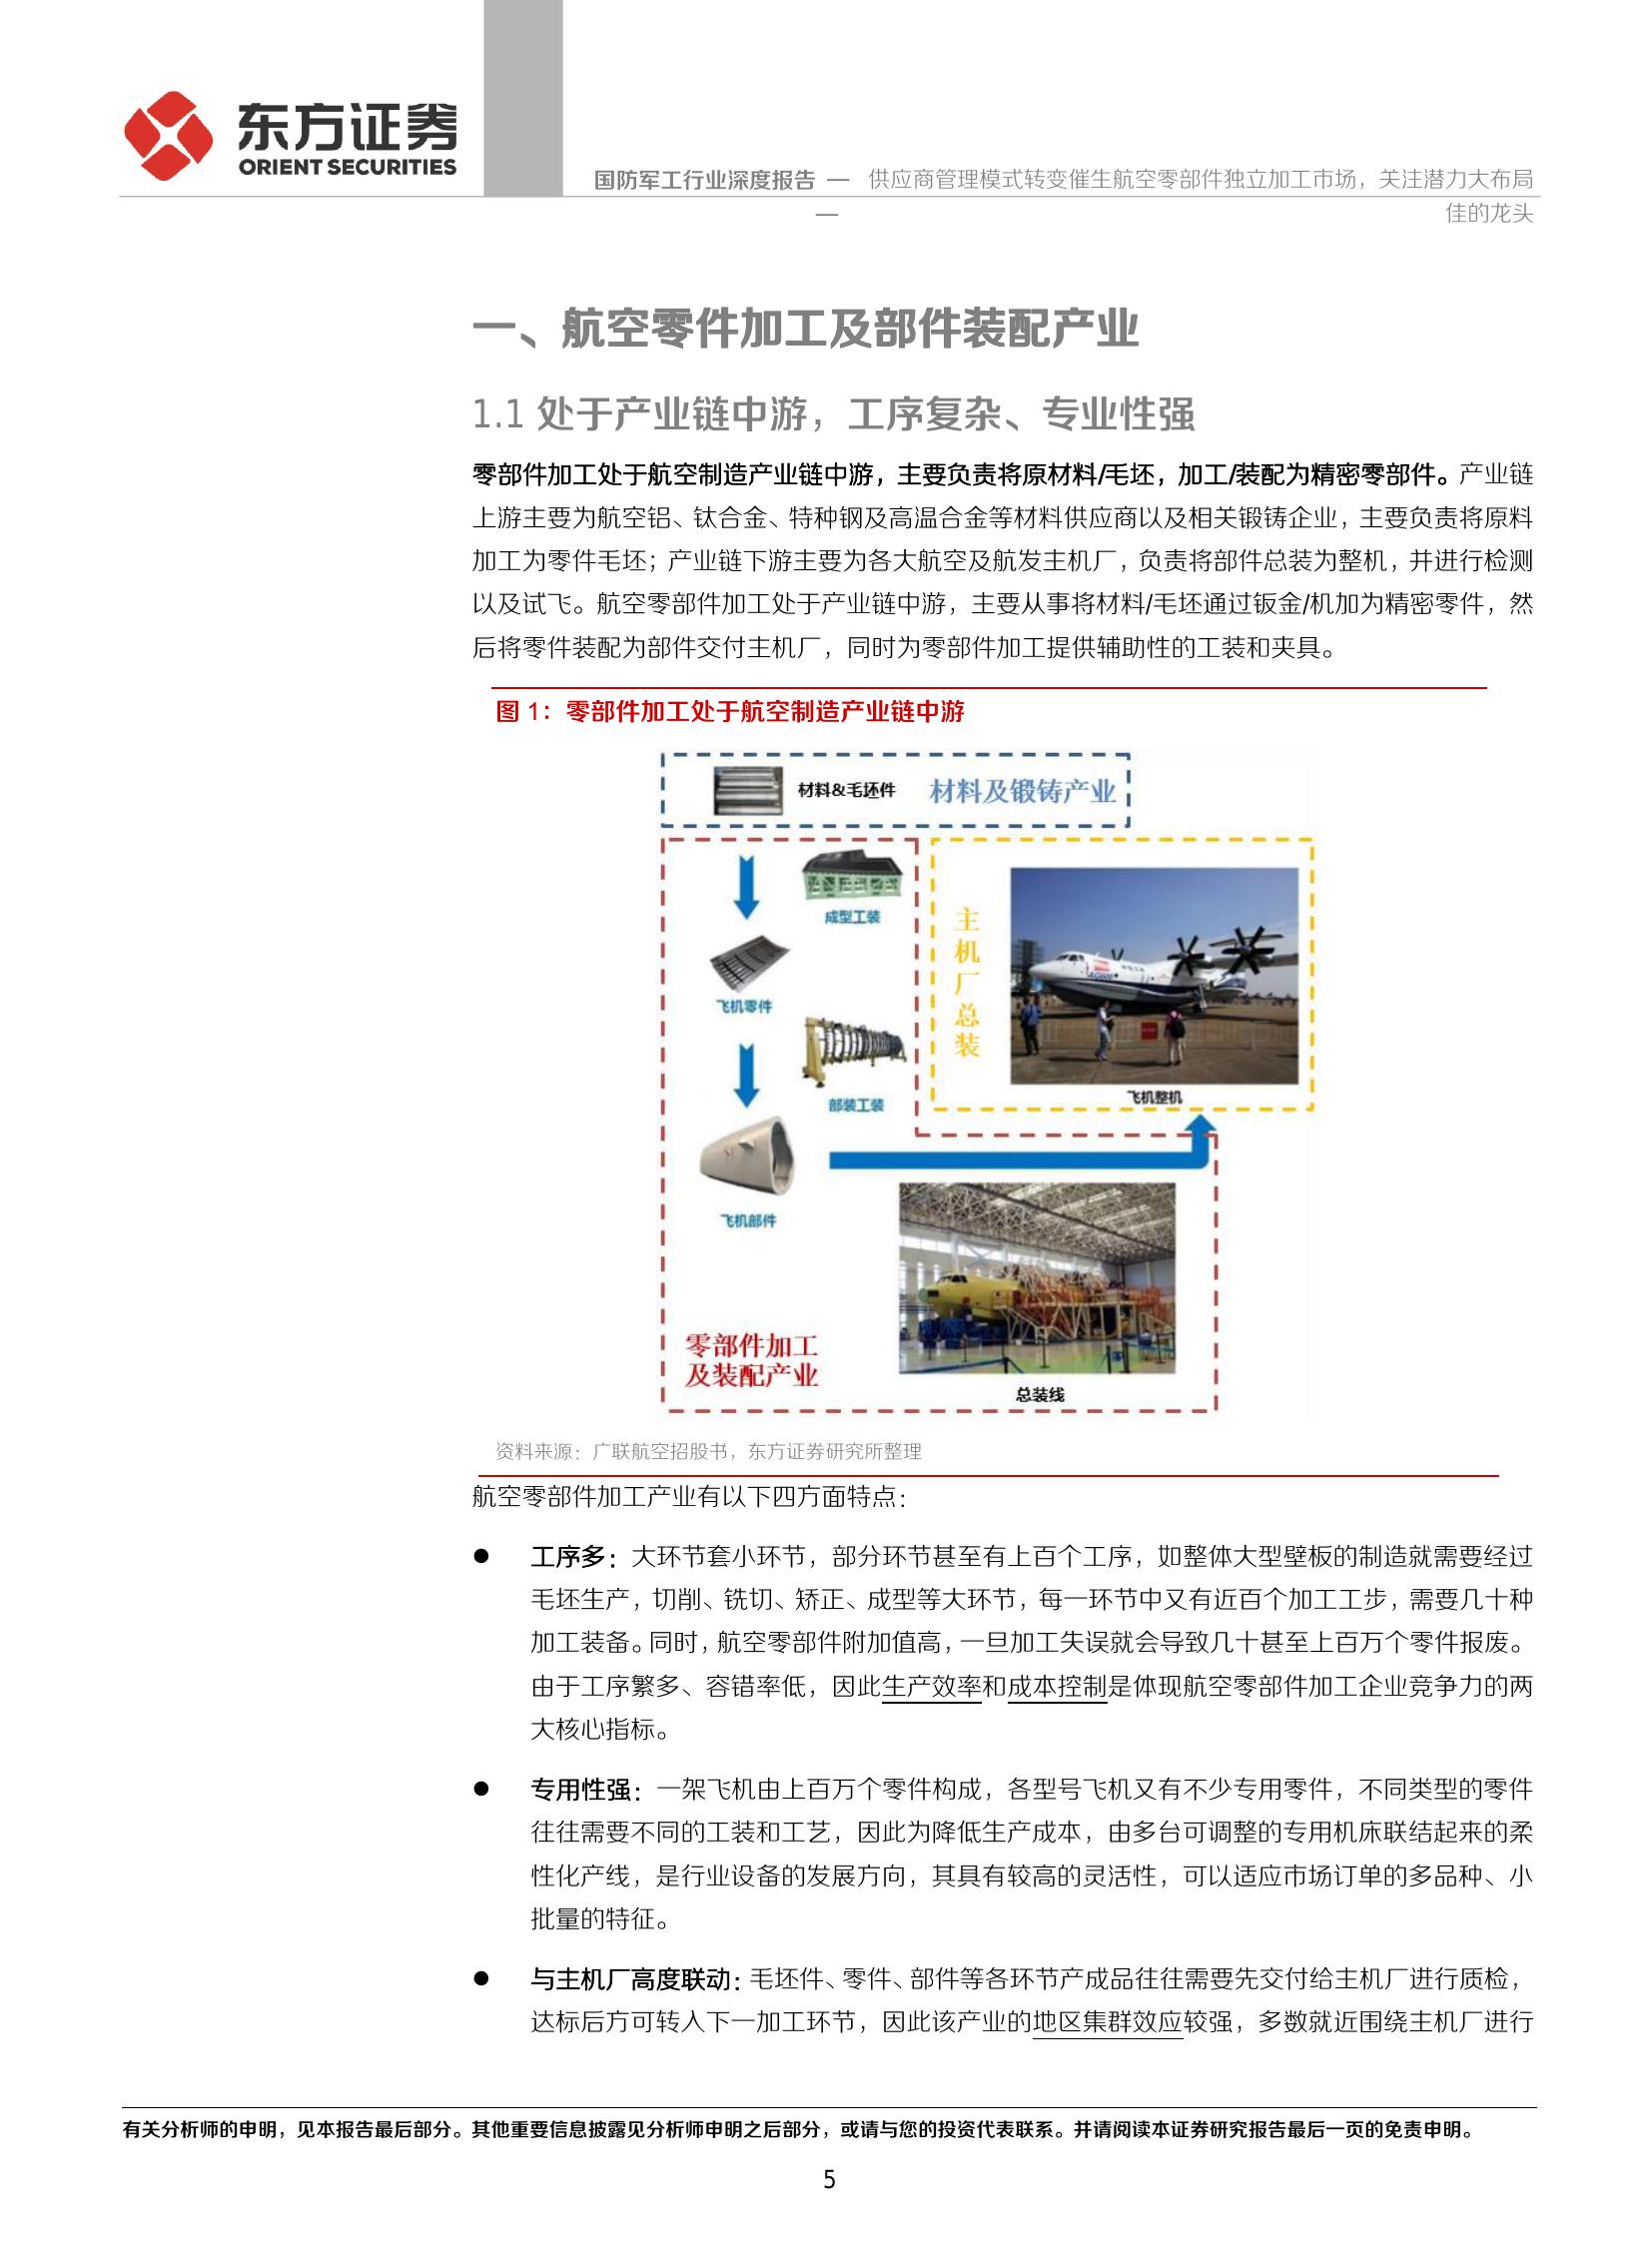 东方证券
ORIENT SECURITIES
国防军工行业深度报告 —— 供应商管理模式转变催生航空零部件独立加工市场，关注潜力大布局
佳的龙头
一、航空零件加工及部件装配产业
1.1 处于产业链中游，工序复杂、专业性强
零部件加工处于航空制造产业链中游，主要负责将原材料/毛坯，加工/装配为精密零部件。产业链
上游主要为航空铝、钛合金、特种钢及高温合金等材料供应商以及相关锻铸企业，主要负责将原料
加工为零件毛坯；产业链下游主要为各大航空及航发主机厂，负责将部件总装为整机，并进行检测
以及试飞。航空零部件加工处于产业链中游，主要从事将材料/毛坯通过钣金/机加为精密零件，然
后将零件装配为部件交付主机厂，同时为零部件加工提供辅助性的工装和夹具。
图 1：零部件加工处于航空制造产业链中游
材料&毛坯件
材料及锻铸产业
成型工装
飞机零件
部装工装
飞机部件
主机厂总装
飞机整机
零部件加工
及装配产业
总装线
资料来源：广联航空招股书，东方证券研究所整理
航空零部件加工产业有以下四方面特点：
● 工序多：大环节套小环节，部分环节甚至有上百个工序，如整体大型壁板的制造就需要经过
毛坯生产，切削、铣切、矫正、成型等大环节，每一环节中又有近百个加工工步，需要几十种
加工装备。同时，航空零部件附加值高，一旦加工失误就会导致几十甚至上百万个零件报废。
由于工序繁多、容错率低，因此生产效率和成本控制是体现航空零部件加工企业竞争力的两
大核心指标。
● 专用性强：一架飞机由上百万个零件构成，各型号飞机又有不少专用零件，不同类型的零件
往往需要不同的工装和工艺，因此为降低生产成本，由多台可调整的专用机床联结起来的柔
性化产线，是行业设备的发展方向，其具有较高的灵活性，可以适应市场订单的多品种、小
批量的特征。
● 与主机厂高度联动：毛坯件、零件、部件等各环节产成品往往需要先交付给主机厂进行质检，
达标后方可转入下一加工环节，因此该产业的地区集群效应较强，多数就近围绕主机厂进行
有关分析师的申明，见本报告最后部分。其他重要信息披露见分析师申明之后部分，或请与您的投资代表联系。并请阅读本证券研究报告最后一页的免责申明。
5